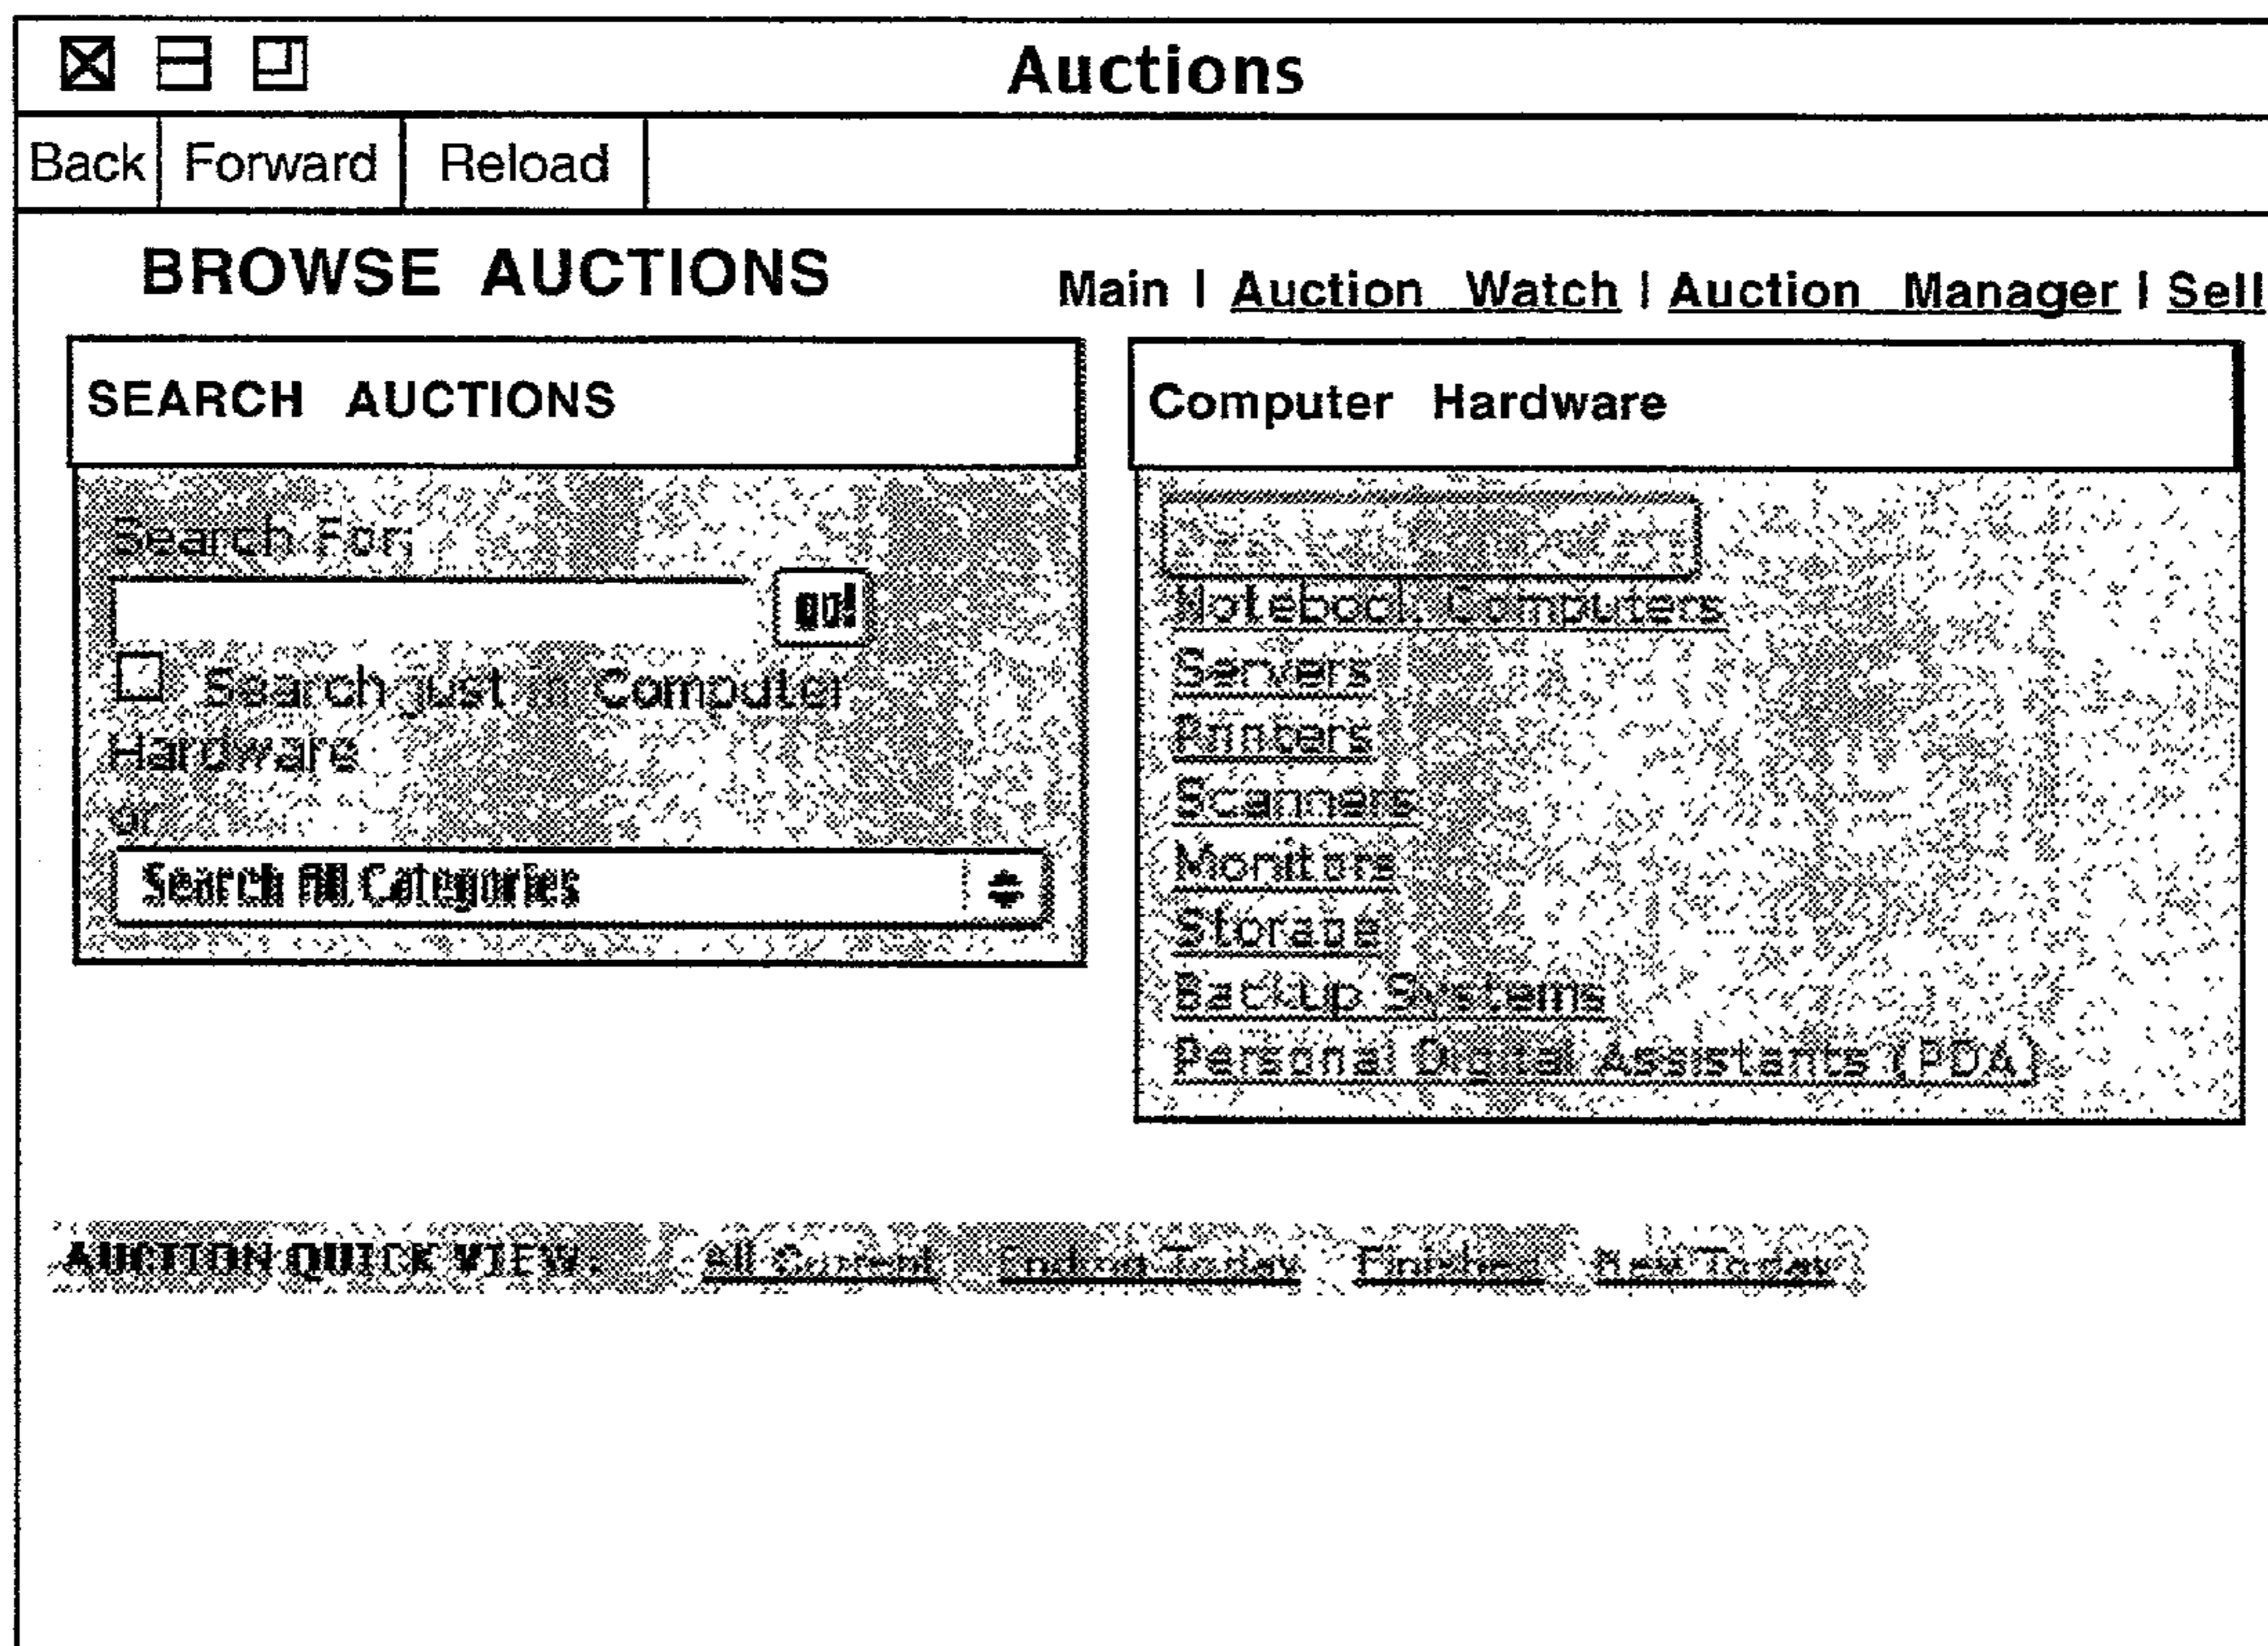 Auctions
Back Forward Reload
BROWSE AUCTIONS
Main | Auction Watch | Auction Manager | Sell
SEARCH AUCTIONS
Search For:
go!
Search just in Computer
Hardware
or
Search All Categories
Computer Hardware
Notebook Computers
Servers
Printers
Scanners
Monitors
Storage
Backup Systems
Personal Digital Assistants (PDA)
AUCTION QUICK VIEW: All Current Ending Today Finished New Today